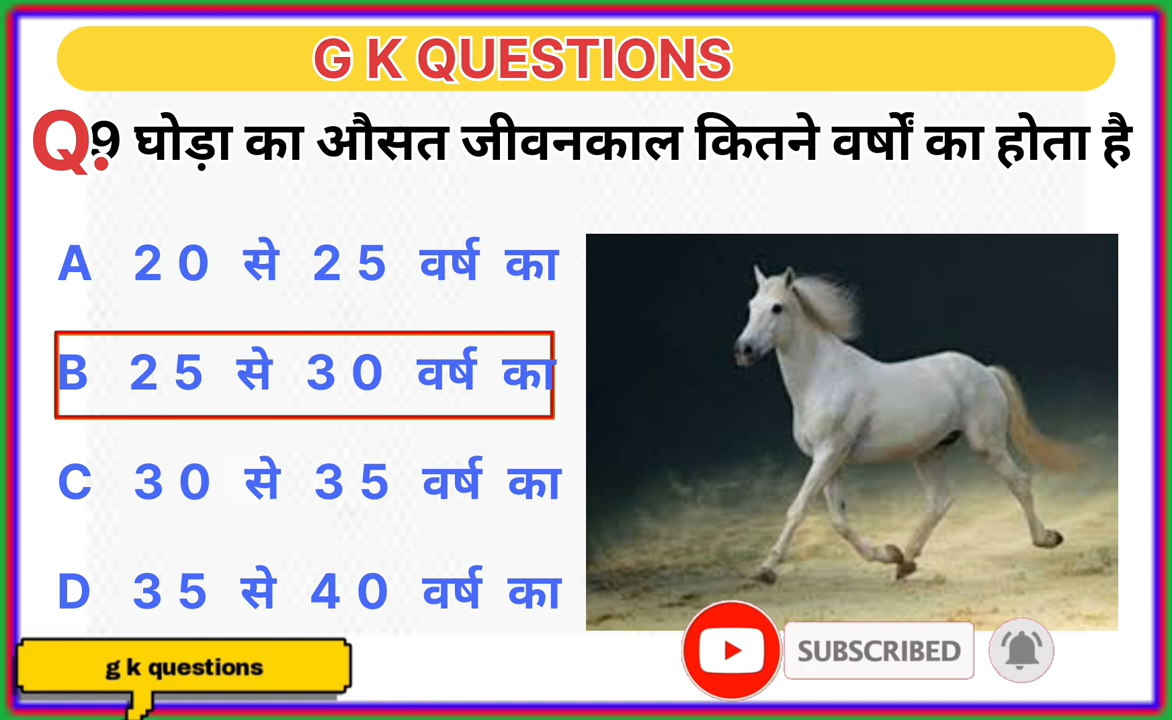 G K QUESTIONS
Q.9 घोड़ा का औसत जीवनकाल कितने वर्षों का होता है
A 20 से 25 वर्ष का
B 25 से 30 वर्ष का
C 30 से 35 वर्ष का
D 35 से 40 वर्ष का
g k questions
SUBSCRIBED